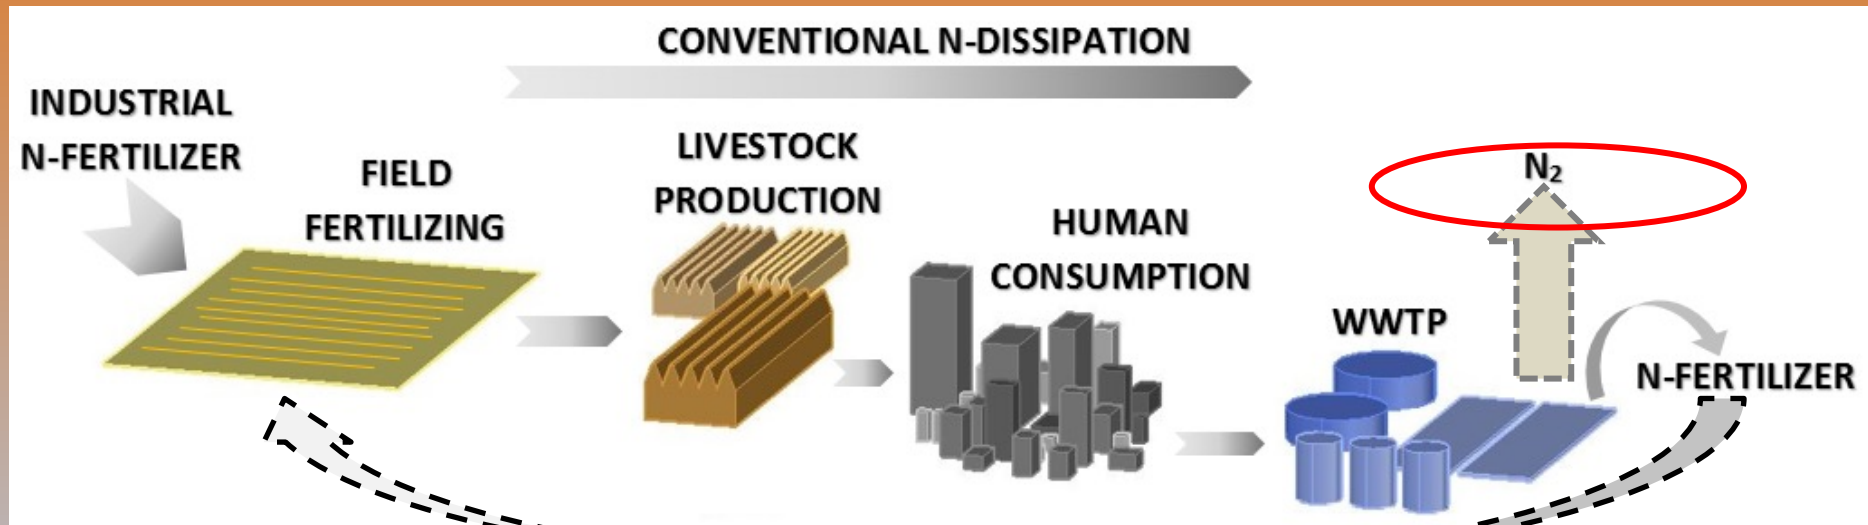 CONVENTIONAL N-DISSIPATION
INDUSTRIAL
N-FERTILIZER
FIELD
FERTILIZING
LIVESTOCK
PRODUCTION
HUMAN
CONSUMPTION
N₂
WWTP
N-FERTILIZER